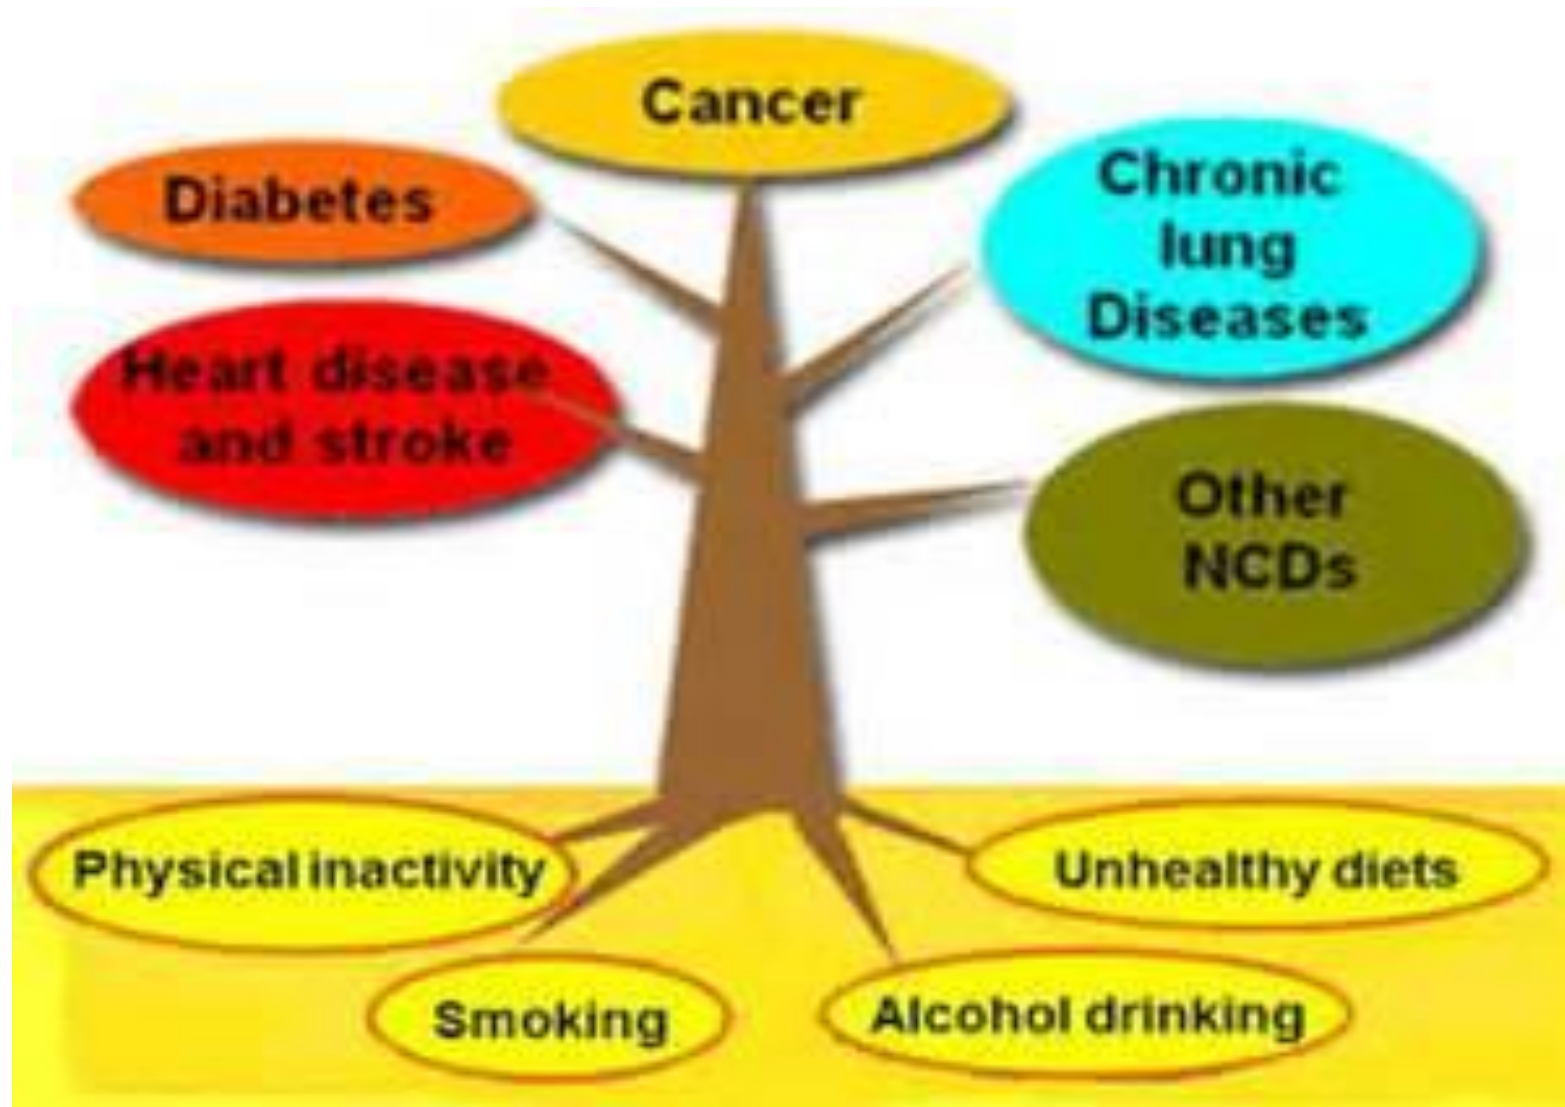 Cancer
Diabetes
Chronic
lung
Diseases
Heart disease
and stroke
Other
NCDs
Physical inactivity
Unhealthy diets
Smoking
Alcohol drinking